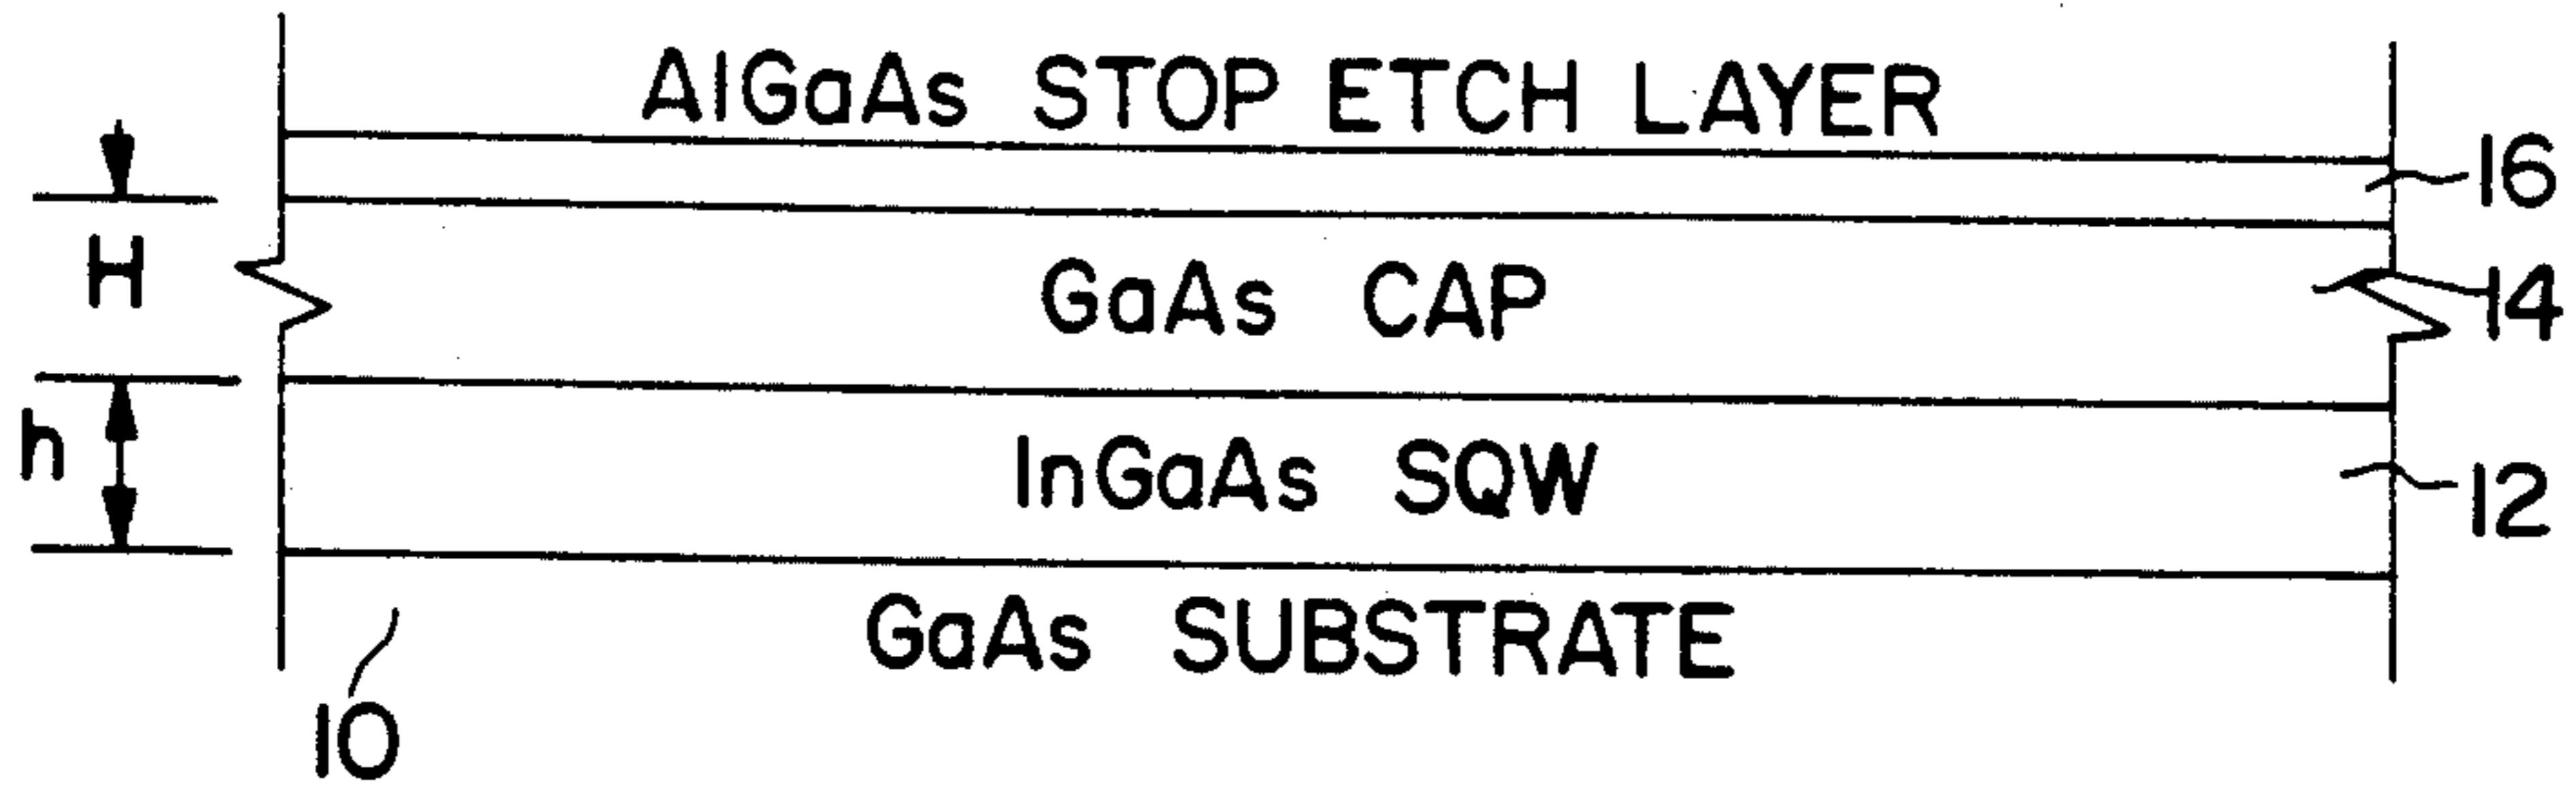 AlGaAs STOP ETCH LAYER
16
H
GaAs CAP
14
h
InGaAs SQW
12
GaAs SUBSTRATE
10